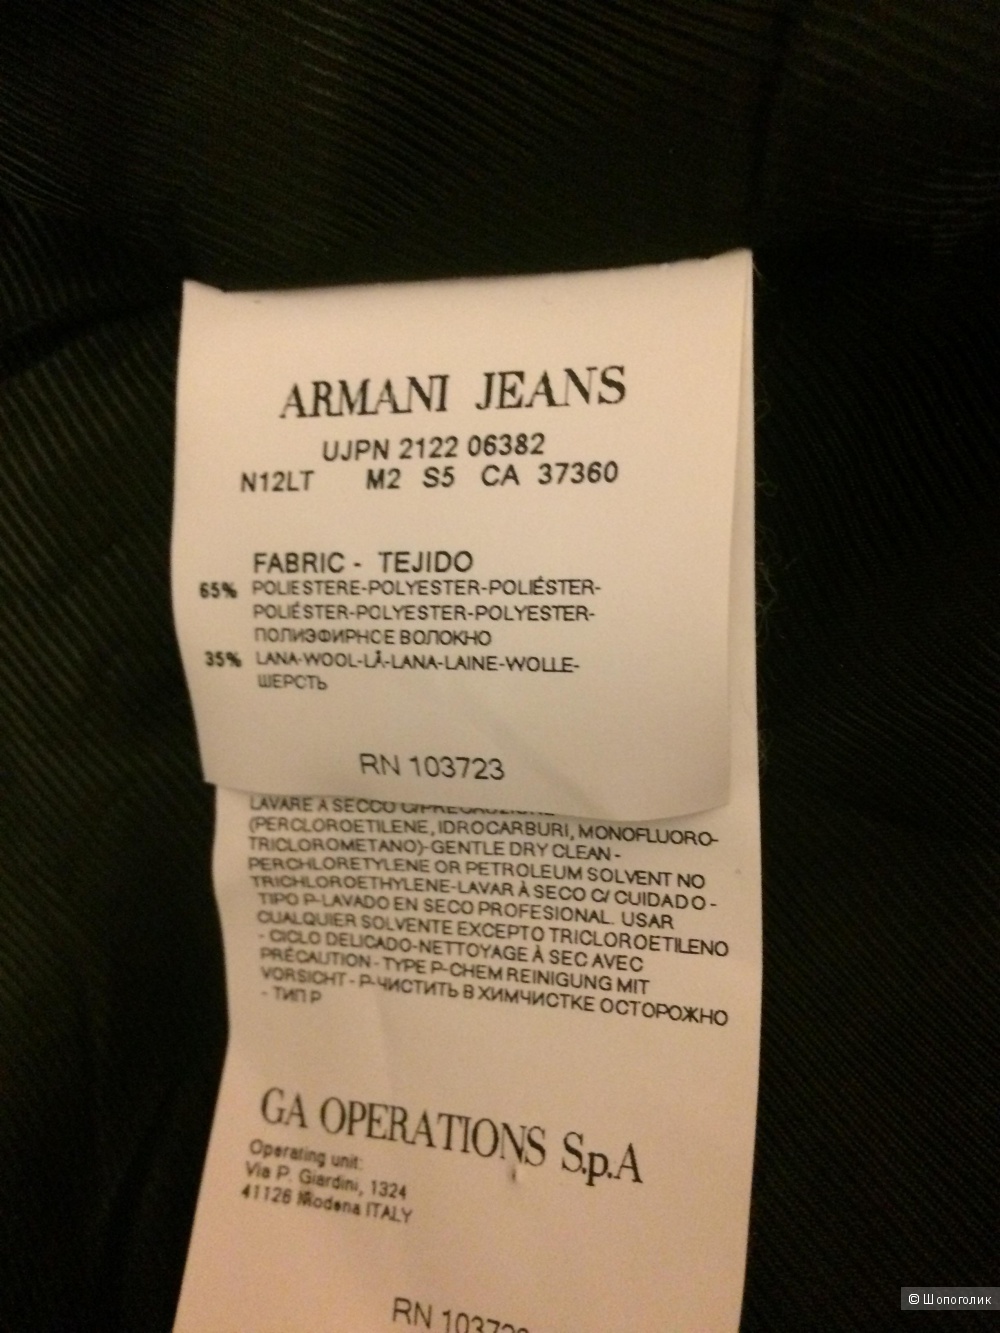 ARMANI JEANS
UJPN 2122 06382
N12LT M2 S5 CA 37360
FABRIC - TEJIDO
65% POLIESTERE-POLYESTER-POLIÉSTER-
POLIÉSTER-POLYESTER-POLYESTER-
ПОЛИЭФИРНОЕ ВОЛОКНО
35% LANA-WOOL-LÃ-LANA-LAINE-WOLLE-
ШЕРСТЬ
RN 103723
LAVARE A SECCO
(PERCLOROETILENE, IDROCARBURI, MONOFLUORO-
TRICLOROMETANO)-GENTLE DRY CLEAN -
PERCHLORETYLENE OR PETROLEUM SOLVENT NO
TRICHLOROETHYLENE-LAVAR À SECO C/ CUIDADO -
TIPO P-LAVADO EN SECO PROFESIONAL. USAR
CUALQUIER SOLVENTE EXCEPTO TRICLOROETILENO
- CICLO DELICADO-NETTOYAGE À SEC AVEC
PRÉCAUTION - TYPE P-CHEM REINIGUNG MIT
VORSICHT - P-ЧИСТИТЬ В ХИМЧИСТКЕ ОСТОРОЖНО
- ТИП P
GA OPERATIONS S.p.A
Operating unit:
Via P. Giardini, 1324
41126 Modena ITALY
RN
© Шопоголик